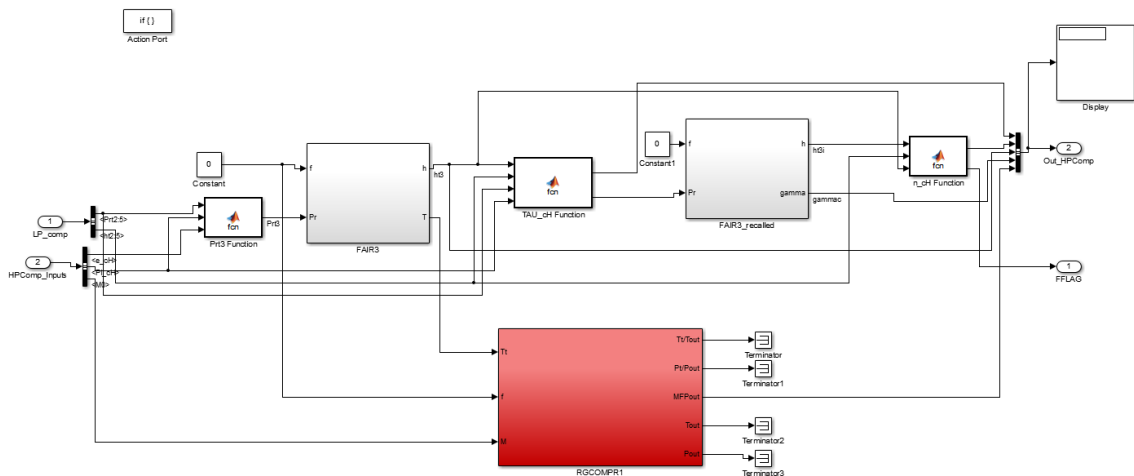 if { }
Action Port
Display
0
Constant
f
h
ht3
Pr
T
FAIR3
fcn
TAU_cH Function
0
Constant1
f
h
ht3i
Pr
gamma
gammac
FAIR3_recalled
fcn
n_cH Function
2
Out_HPComp
1
LP_comp
<Prt2:5>
<ht2:5>
fcn
Prt3
Prt3 Function
2
HPComp_Inputs
<e_cH>
<PI_cH>
<M0>
1
FFLAG
Tt
f
M
Tt/Tout
Pt/Pout
MFPout
Tout
Pout
RGCOMPR1
Terminator
Terminator1
Terminator2
Terminator3